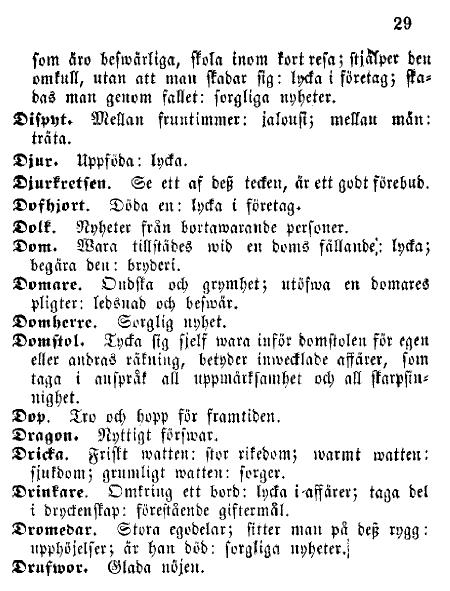 29
som äro beswärliga, skola inom kort resa; stjälper den
omkull, utan att man skadar sig: lycka i företag; ska-
das man genom fallet: sorgliga nyheter.
Dispyt. Mellan fruntimmer: jalousi; mellan män:
träta.
Djur. Uppföda: lycka.
Djurkretsen. Se ett af deß tecken, är ett godt förebud.
Dofhjort. Döda en: lycka i företag.
Dolk. Nyheter från bortawarande personer.
Dom. Wara tillstädes wid en doms fällande; lycka;
begära den: bryderi.
Domare. Ondska och grymhet; utöfwa en domares
pligter: ledsnad och beswär.
Domherre. Sorglig nyhet.
Domstol. Tycka sig sjelf wara inför domstolen för egen
eller andras räkning, betyder inwecklade affärer, som
taga i anspråk all uppmärksamhet och all skarpsin-
nighet.
Dop. Tro och hopp för framtiden.
Dragon. Nyttigt förswar.
Dricka. Friskt watten: stor rikedom; warmt watten:
sjukdom; grumligt watten: sorger.
Drinkare. Omkring ett bord: lycka i affärer; taga del
i dryckenskap: förestående giftermål.
Dromedar. Stora egodelar; sitter man på deß rygg:
upphöjelser; är han död: sorgliga nyheter.
Drufwor. Glada nöjen.